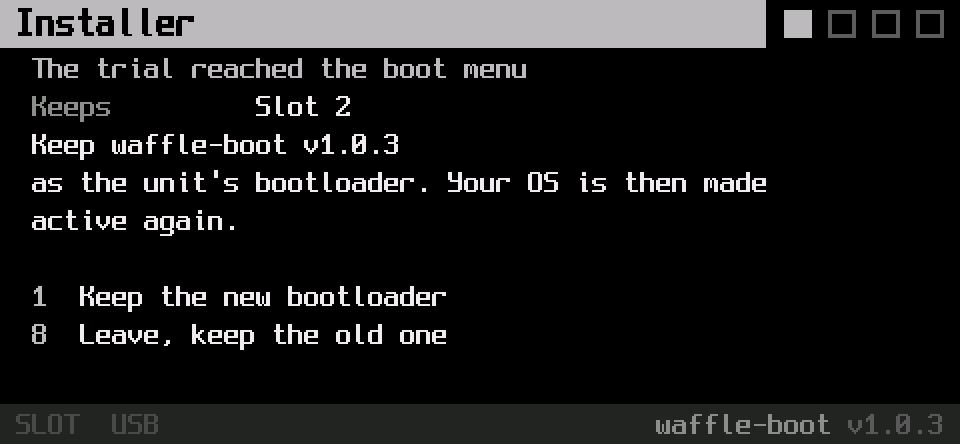 Installer
The trial reached the boot menu
Keeps Slot 2
Keep waffle-boot v1.0.3
as the unit's bootloader. Your OS is then made
active again.
1 Keep the new bootloader
8 Leave, keep the old one
SLOT USB waffle-boot v1.0.3